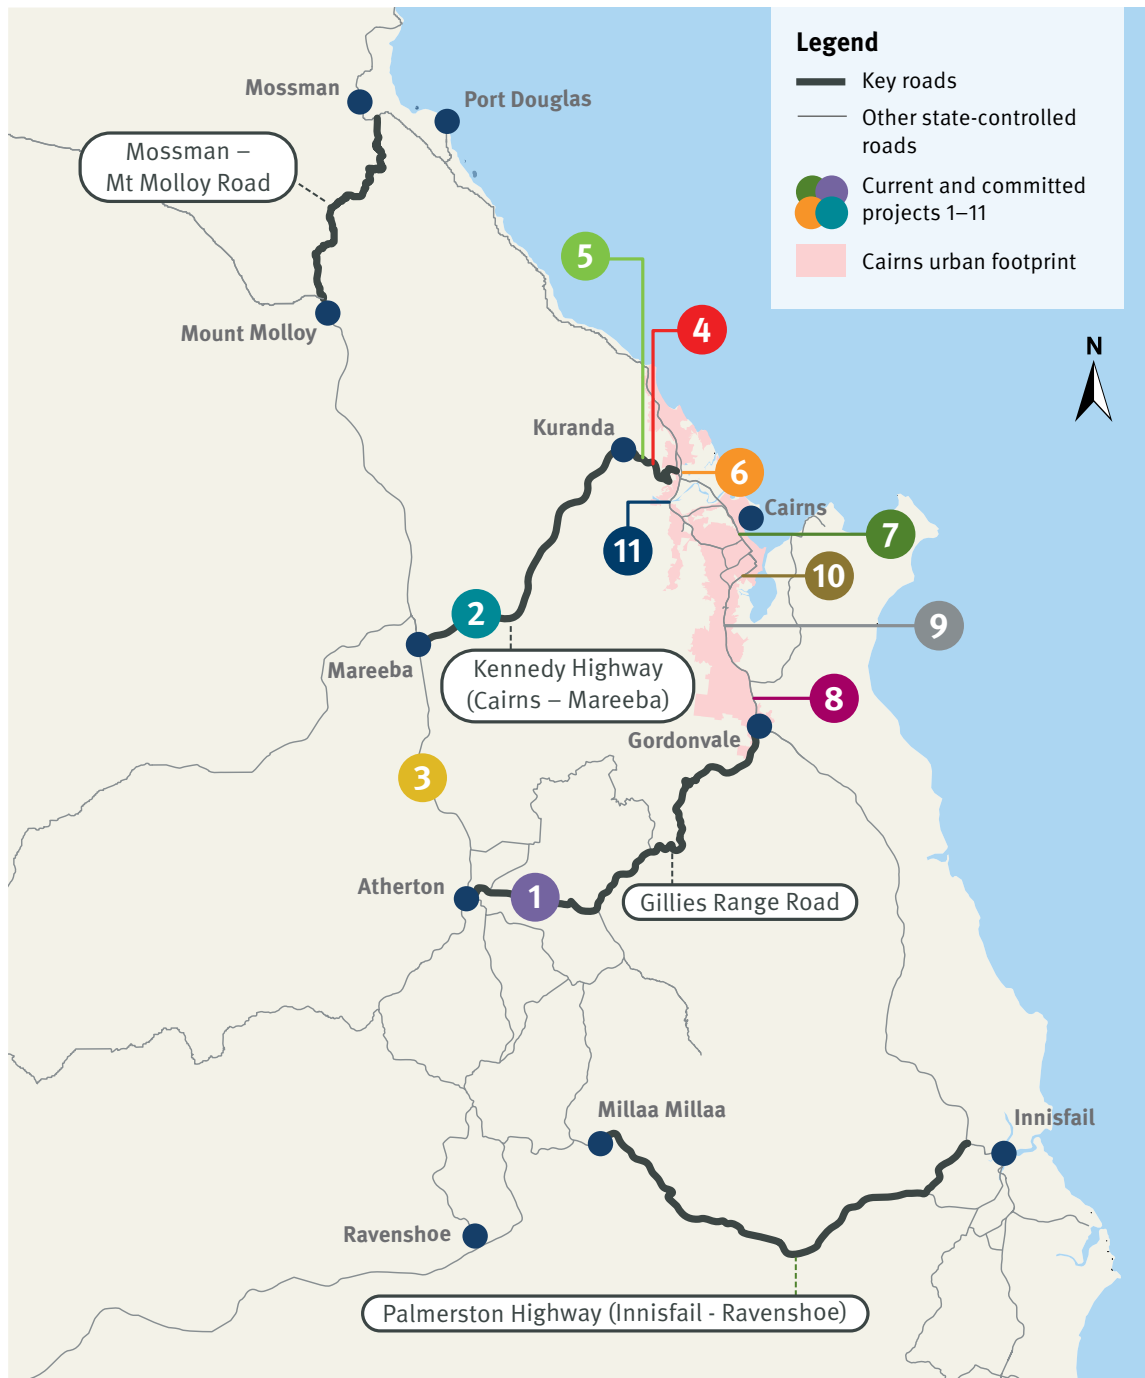 Legend
Key roads
Other state-controlled
roads
Current and committed
projects 1–11
Cairns urban footprint
N
Mossman
Port Douglas
Mossman –
Mt Molloy Road
5
4
Mount Molloy
Kuranda
6
Cairns
7
11
10
2
9
Mareeba
Kennedy Highway
(Cairns – Mareeba)
8
Gordonvale
3
Atherton
1
Gillies Range Road
Millaa Millaa
Innisfail
Ravenshoe
Palmerston Highway (Innisfail - Ravenshoe)